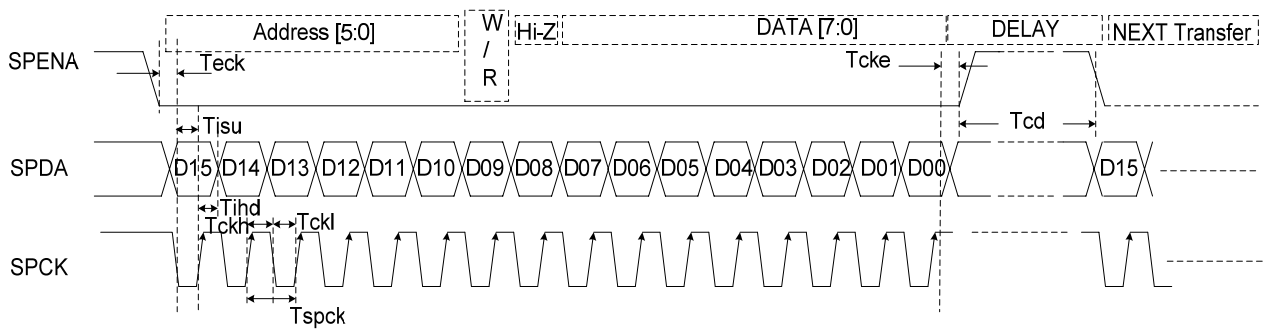 Address [5:0]
W
/
R
Hi-Z
DATA [7:0]
DELAY
NEXT Transfer
SPENA
Teck
Tcke
Tisu
Tcd
SPDA
D15
D14
D13
D12
D11
D10
D09
D08
D07
D06
D05
D04
D03
D02
D01
D00
D15
Tihd
Tckh
Tckl
SPCK
Tspck